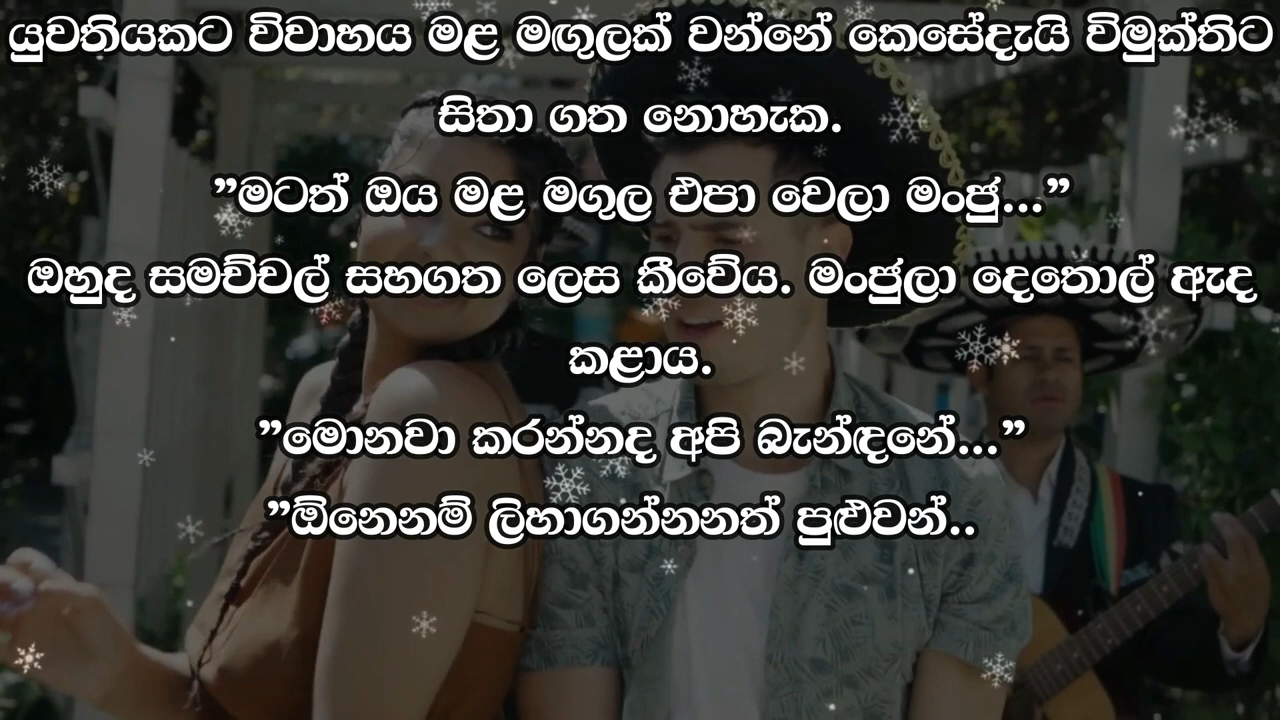 යුවතියකට විවාහය මළ මඟුලක් වන්නේ කෙසේදැයි විමුක්තිට
සිතා ගත නොහැක.
”මටත් ඔය මළ මගුල එපා වෙලා මංජු...”
ඔහුද සමච්චල් සහගත ලෙස කීවේය. මංජුලා දෙතොල් ඇද
කළාය.
”මොනවා කරන්නද අපි බැන්ඳනේ...”
”ඕනෙනම් ලිහාගන්නනත් පුළුවන්..